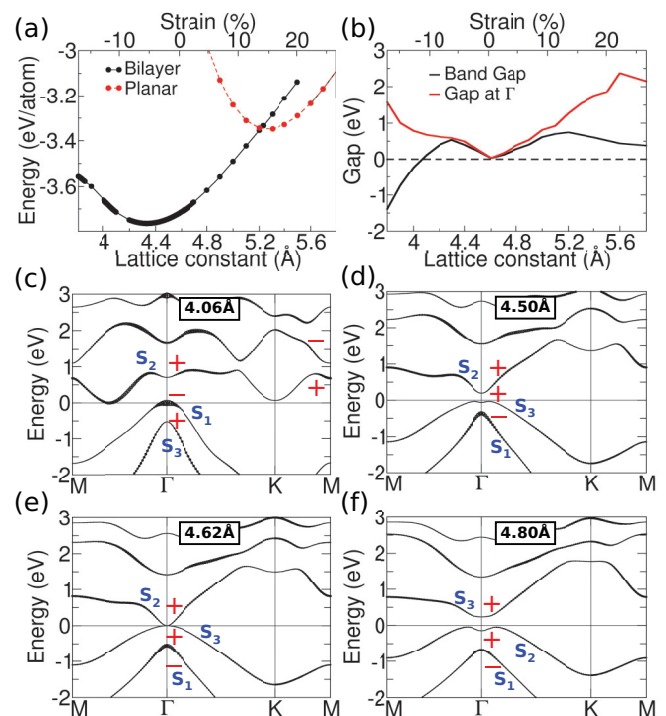 (a)
Strain (%)
-10 0 10 20
-3
-3.2
-3.4
-3.6
Energy (eV/atom)
Bilayer
Planar
4 4.4 4.8 5.2 5.6
Lattice constant (Å)
(b)
Strain (%)
-10 0 10 20
3
2
1
0
-1
-2
Gap (eV)
Band Gap
Gap at Γ
4 4.4 4.8 5.2 5.6
Lattice constant (Å)
(c)
4.06Å
3
2
1
0
-1
-2
Energy (eV)
S2
+
−
−
+
S1
+
S3
M Γ K M
(d)
4.50Å
3
2
1
0
-1
-2
Energy (eV)
S2
+
+
S3
−
S1
M Γ K M
(e)
4.62Å
3
2
1
0
-1
-2
Energy (eV)
S2
+
+
S3
−
S1
M Γ K M
(f)
4.80Å
3
2
1
0
-1
-2
Energy (eV)
S3
+
+
S2
−
S1
M Γ K M